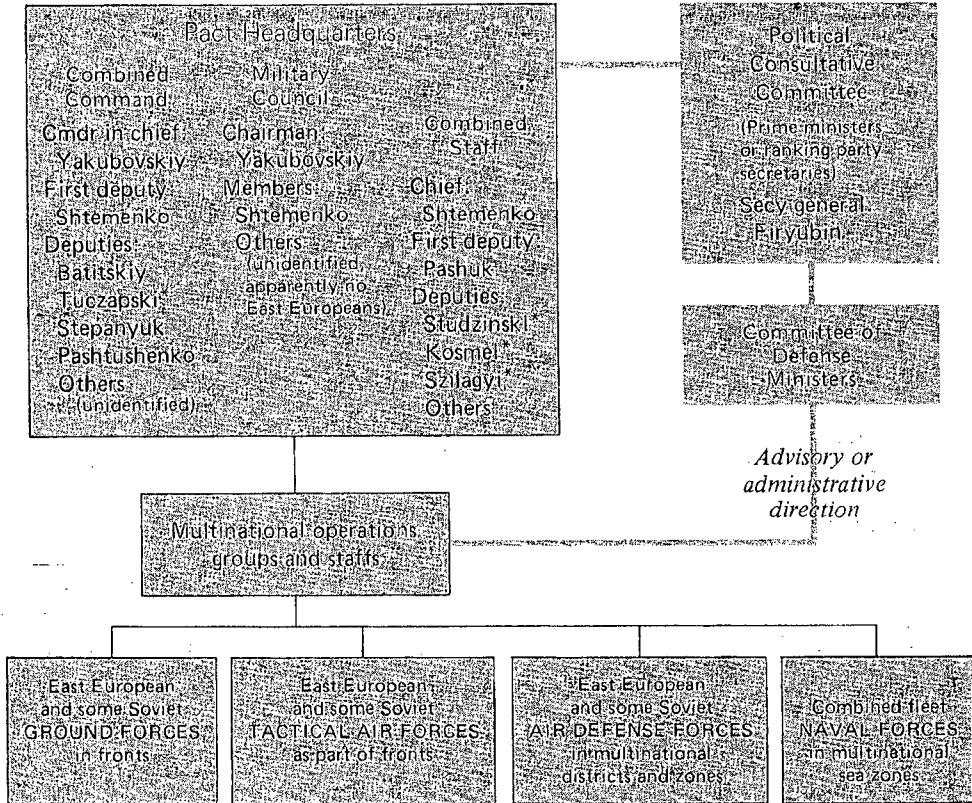 Pact Headquarters
Combined
Command
Cmdr in chief:
Yakubovskiy
First deputy:
Shtemenko
Deputies:
Batitskiy
Tuczapski*
Stepanyuk
Pashtushenko
Others
(unidentified)
Military
Council
Chairman:
Yakubovskiy
Members:
Shtemenko
Others
(unidentified,
apparently no
East Europeans)
Combined
Staff
Chief:
Shtemenko
First deputy:
Pashuk
Deputies:
Studzinski*
Kosmel*
Szilagyi*
Others
Political
Consultative
Committee
(Prime ministers
or ranking party
secretaries)
Secy general
Firyubin
Committee of
Defense
Ministers
Advisory or
administrative
direction
Multinational operations
groups and staffs
East European
and some Soviet
GROUND FORCES
in fronts
East European
and some Soviet
TACTICAL AIR FORCES
as part of fronts
East European
and some Soviet
AIR DEFENSE FORCES
in multinational
districts and zones
Combined fleet
NAVAL FORCES
in multinational
sea zones